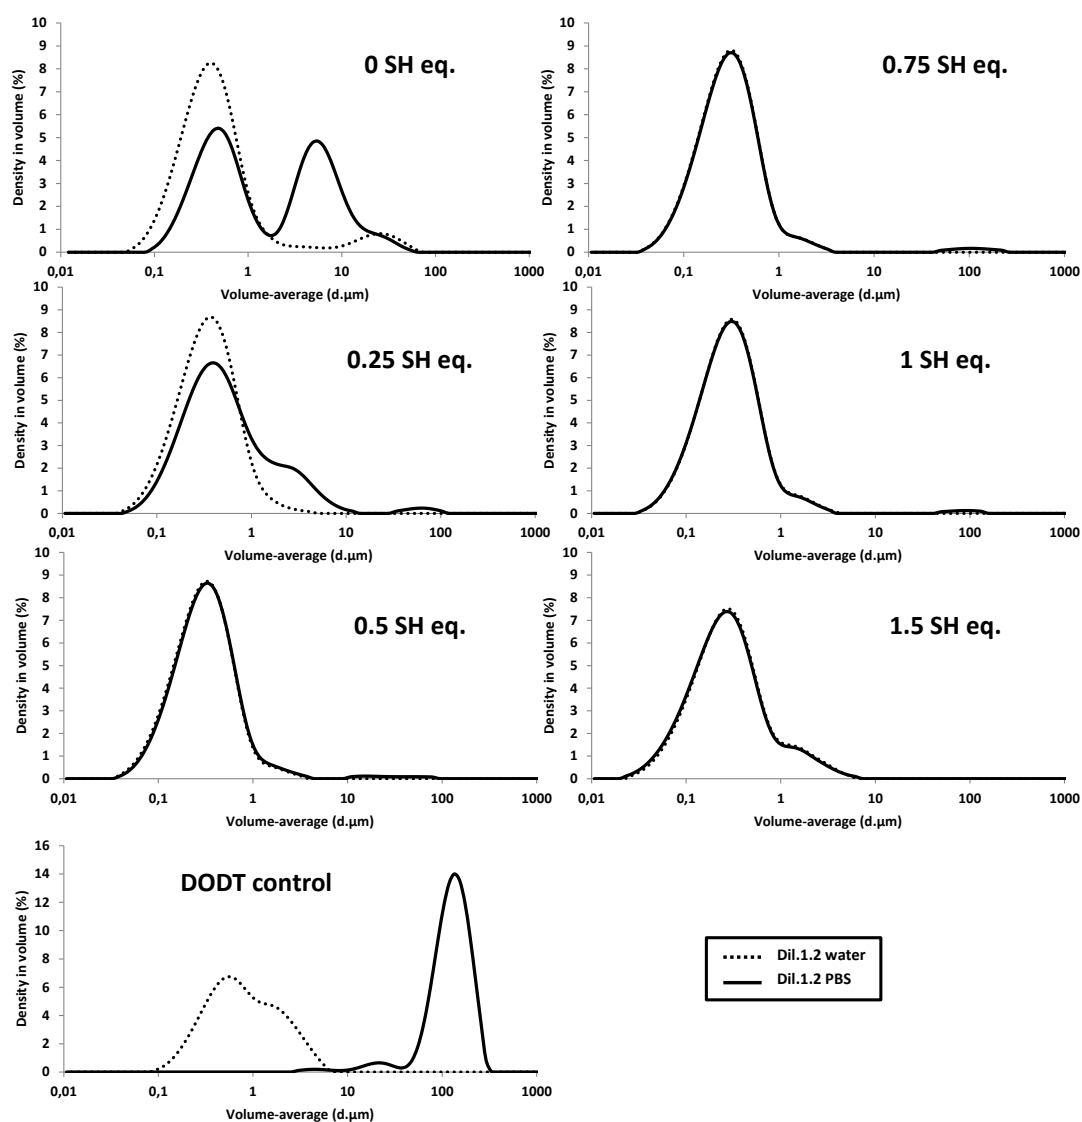 0 SH eq.
Density in volume (%)
10
9
8
7
6
5
4
3
2
1
0
0,01 0,1 1 10 100 1000
Volume-average (d.µm)
0.75 SH eq.
Density in volume (%)
10
9
8
7
6
5
4
3
2
1
0
0,01 0,1 1 10 100 1000
Volume-average (d.µm)
0.25 SH eq.
Density in volume (%)
10
9
8
7
6
5
4
3
2
1
0
0,01 0,1 1 10 100 1000
Volume-average (d.µm)
1 SH eq.
Density in volume (%)
10
9
8
7
6
5
4
3
2
1
0
0,01 0,1 1 10 100 1000
Volume-average (d.µm)
0.5 SH eq.
Density in volume (%)
10
9
8
7
6
5
4
3
2
1
0
0,01 0,1 1 10 100 1000
Volume-average (d.µm)
1.5 SH eq.
Density in volume (%)
10
9
8
7
6
5
4
3
2
1
0
0,01 0,1 1 10 100 1000
Volume-average (d.µm)
DODT control
Density in volume (%)
16
14
12
10
8
6
4
2
0
0,01 0,1 1 10 100 1000
Volume-average (d.µm)
Dil.1.2 water
Dil.1.2 PBS